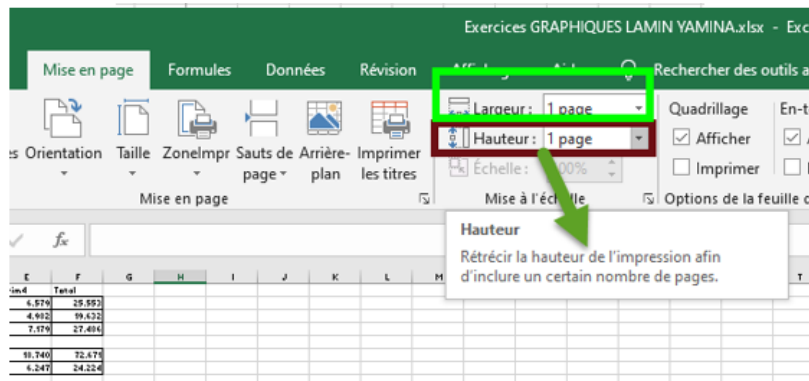 Exercices GRAPHIQUES LAMIN YAMINA.xlsx - Exc
Mise en page Formules Données Révision Rechercher des outils a
Largeur : 1 page
Quadrillage En-t
Hauteur : 1 page
Afficher
Échelle :
Imprimer
Orientation Taille ZoneImpr Sauts de page Arrière-plan Imprimer les titres
Mise en page Mise à l'échelle Options de la feuille d
fx
Hauteur
Rétrécir la hauteur de l'impression afin
d'inclure un certain nombre de pages.
E F G H I J K L M T
Total
6.579 25.553
4.982 19.632
7.179 27.486
18.740 72.671
6.247 24.224